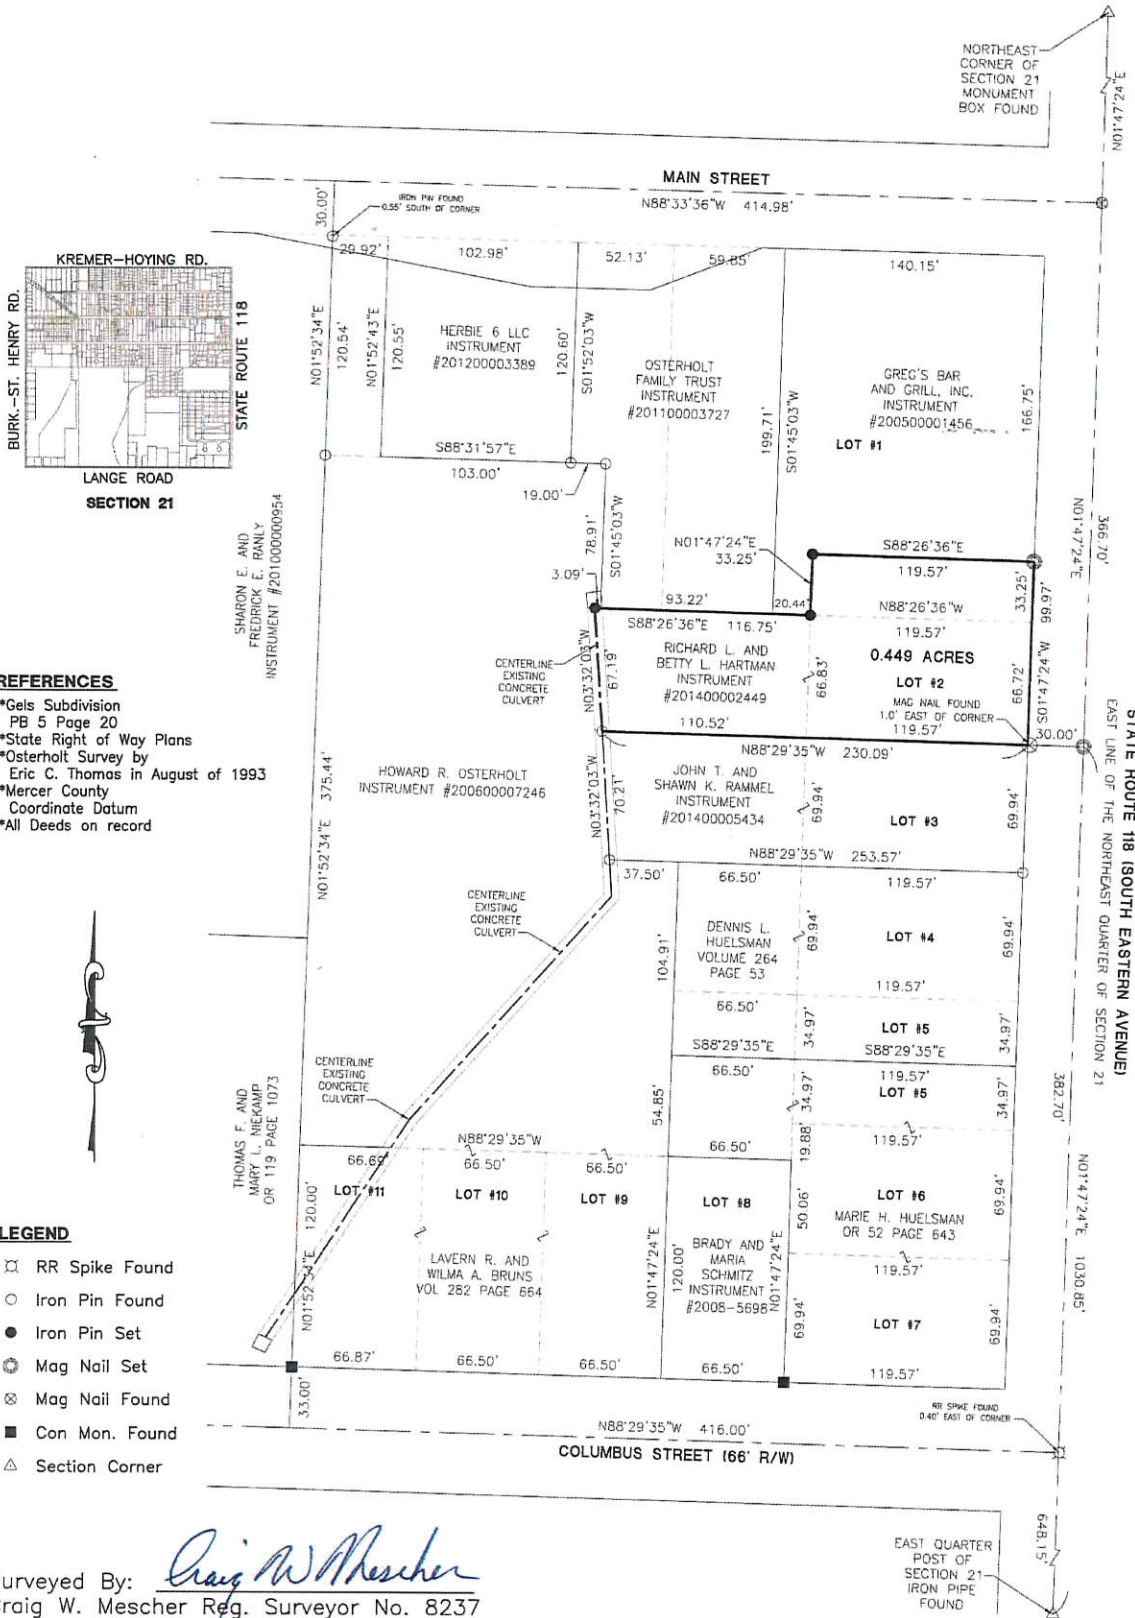 NORTHEAST
CORNER OF
SECTION 21
MONUMENT
BOX FOUND
N01°47'24"E
MAIN STREET
N88°33'36"W 414.98'
30.00'
IRON PIN FOUND
0.55' SOUTH OF CORNER
29.92'
102.98'
52.13'
59.85'
140.15'
KREMER-HOYING RD.
BURK.-ST. HENRY RD.
STATE ROUTE 118
LANGE ROAD
SECTION 21
N01°52'34"E
120.54'
N01°52'43"E
120.55'
HERBIE 6 LLC
INSTRUMENT
#201200003389
120.60'
S01°52'03"W
OSTERHOLT
FAMILY TRUST
INSTRUMENT
#201100003727
199.71'
S01°45'03"W
GREG'S BAR
AND GRILL, INC.
INSTRUMENT
#200500001456
LOT #1
166.75'
S88°31'57"E
103.00'
19.00'
78.91'
S01°45'03"W
SHARON E. AND
FREDRICK E. RANLY
INSTRUMENT #201000000954
N01°47'24"E
33.25'
S88°26'36"E
119.57'
N01°47'24"E
366.70'
3.09'
93.22'
20.44'
N88°26'36"W
33.25'
99.97'
S88°26'36"E 116.75'
119.57'
0.449 ACRES
LOT #2
RICHARD L. AND
BETTY L. HARTMAN
INSTRUMENT
#201400002449
CENTERLINE
EXISTING
CONCRETE
CULVERT
N03°32'03"W
67.19'
66.83'
MAG NAIL FOUND
1.0' EAST OF CORNER
66.72'
S01°47'24"W
110.52'
119.57'
30.00'
N88°29'35"W 230.09'
STATE ROUTE 118 (SOUTH EASTERN AVENUE)
EAST LINE OF THE NORTHEAST QUARTER OF SECTION 21
REFERENCES
*Gels Subdivision
PB 5 Page 20
*State Right of Way Plans
*Osterholt Survey by
Eric C. Thomas in August of 1993
*Mercer County
Coordinate Datum
*All Deeds on record
375.44'
N01°52'34"E
HOWARD R. OSTERHOLT
INSTRUMENT #200600007246
N03°32'03"W
70.21'
JOHN T. AND
SHAWN K. RAMMEL
INSTRUMENT
#201400005434
69.94'
LOT #3
69.94'
N88°29'35"W 253.57'
37.50'
66.50'
119.57'
CENTERLINE
EXISTING
CONCRETE
CULVERT
104.91'
DENNIS L.
HUELSMAN
VOLUME 264
PAGE 53
69.94'
LOT #4
69.94'
119.57'
66.50'
34.97'
LOT #5
34.97'
S88°29'35"E
S88°29'35"E
66.50'
119.57'
CENTERLINE
EXISTING
CONCRETE
CULVERT
54.85'
34.97'
LOT #5
34.97'
382.70'
THOMAS F. AND
MARY L. NIEKAMP
OR 119 PAGE 1073
N88°29'35"W
66.50'
19.88'
119.57'
66.69'
66.50'
66.50'
LOT #11
LOT #10
LOT #9
LOT #8
LOT #6
MARIE H. HUELSMAN
OR 52 PAGE 643
69.94'
N01°47'24"E 1030.85'
120.00'
N01°52'34"E
LAVERN R. AND
WILMA A. BRUNS
VOL 282 PAGE 664
N01°47'24"E
120.00'
BRADY AND
MARIA
SCHMITZ
INSTRUMENT
#2008-5698
N01°47'24"E
50.06'
119.57'
69.94'
LOT #7
69.94'
66.87'
66.50'
66.50'
66.50'
119.57'
LEGEND
RR Spike Found
Iron Pin Found
Iron Pin Set
Mag Nail Set
Mag Nail Found
Con Mon. Found
Section Corner
33.00'
RR SPIKE FOUND
0.40' EAST OF CORNER
N88°29'35"W 416.00'
COLUMBUS STREET (66' R/W)
EAST QUARTER
POST OF
SECTION 21
IRON PIPE
FOUND
648.15'
urveyed By: Craig W Mescher
Craig W. Mescher Reg. Surveyor No. 8237